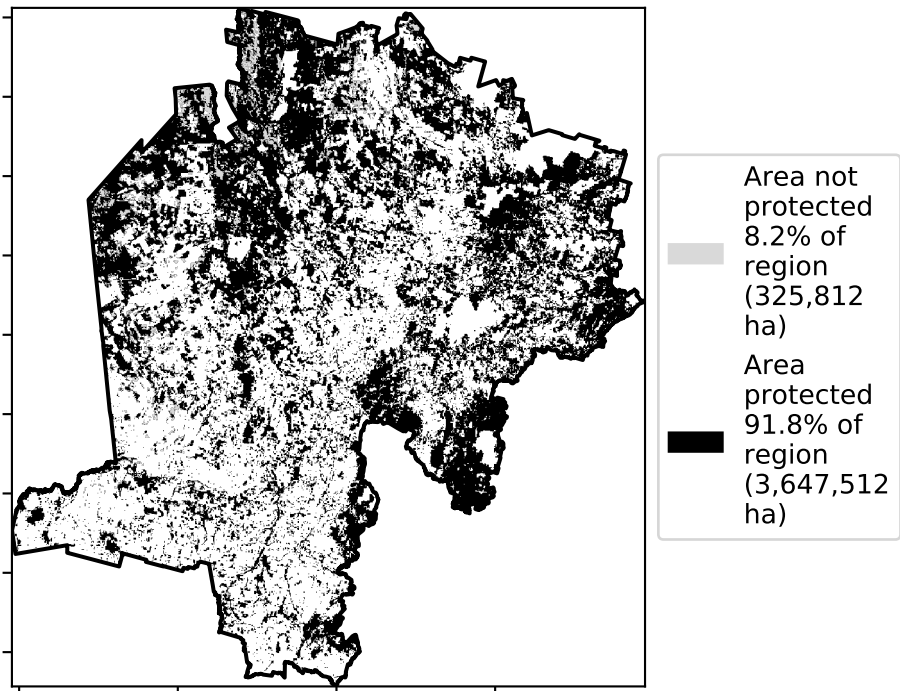 Area not
protected
8.2% of
region
(325,812
ha)
Area
protected
91.8% of
region
(3,647,512
ha)